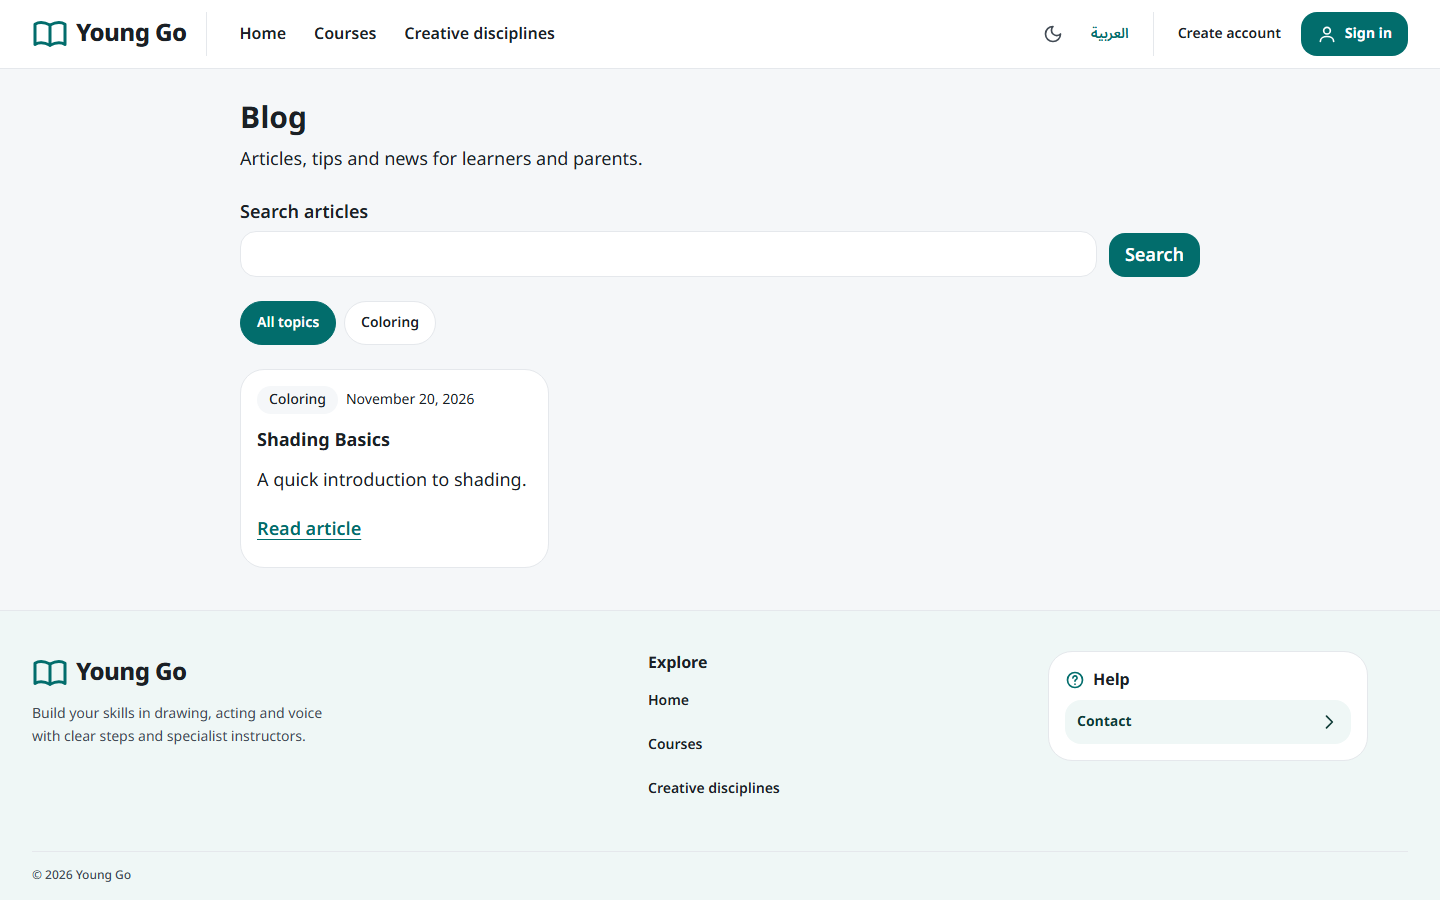 Young Go
Home
Courses
Creative disciplines
العربية
Create account
Sign in
Blog
Articles, tips and news for learners and parents.
Search articles
Search
All topics
Coloring
Coloring
November 20, 2026
Shading Basics
A quick introduction to shading.
Read article
Young Go
Build your skills in drawing, acting and voice
with clear steps and specialist instructors.
Explore
Home
Courses
Creative disciplines
Help
Contact
© 2026 Young Go